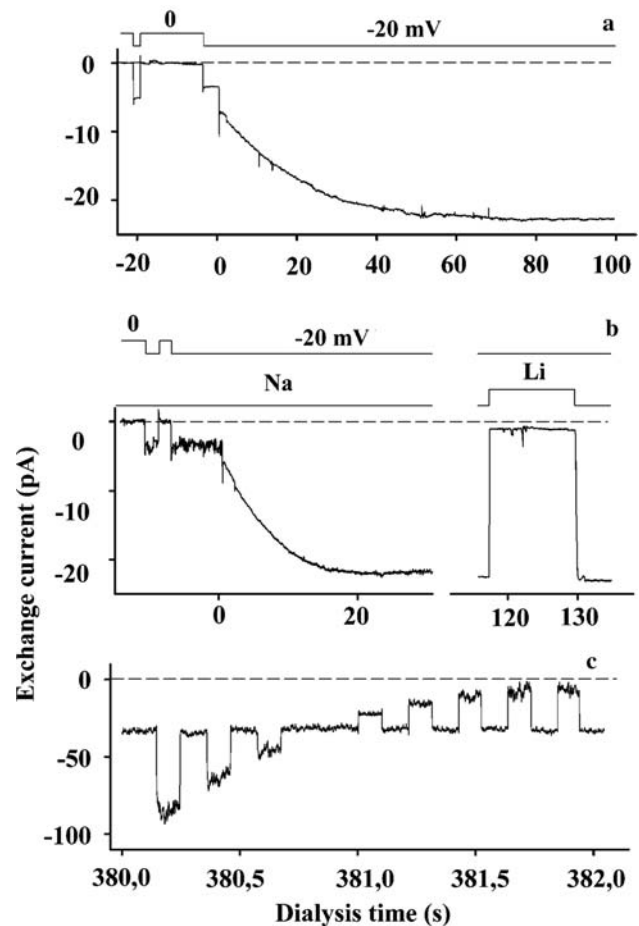 0
-20 mV
a
0
-10
-20
-20 0 20 40 60 80 100
0
-20 mV
b
Na
Li
0
-10
-20
0 20
120 130
Exchange current (pA)
c
0
-50
-100
380,0 380,5 381,0 381,5 382,0
Dialysis time (s)